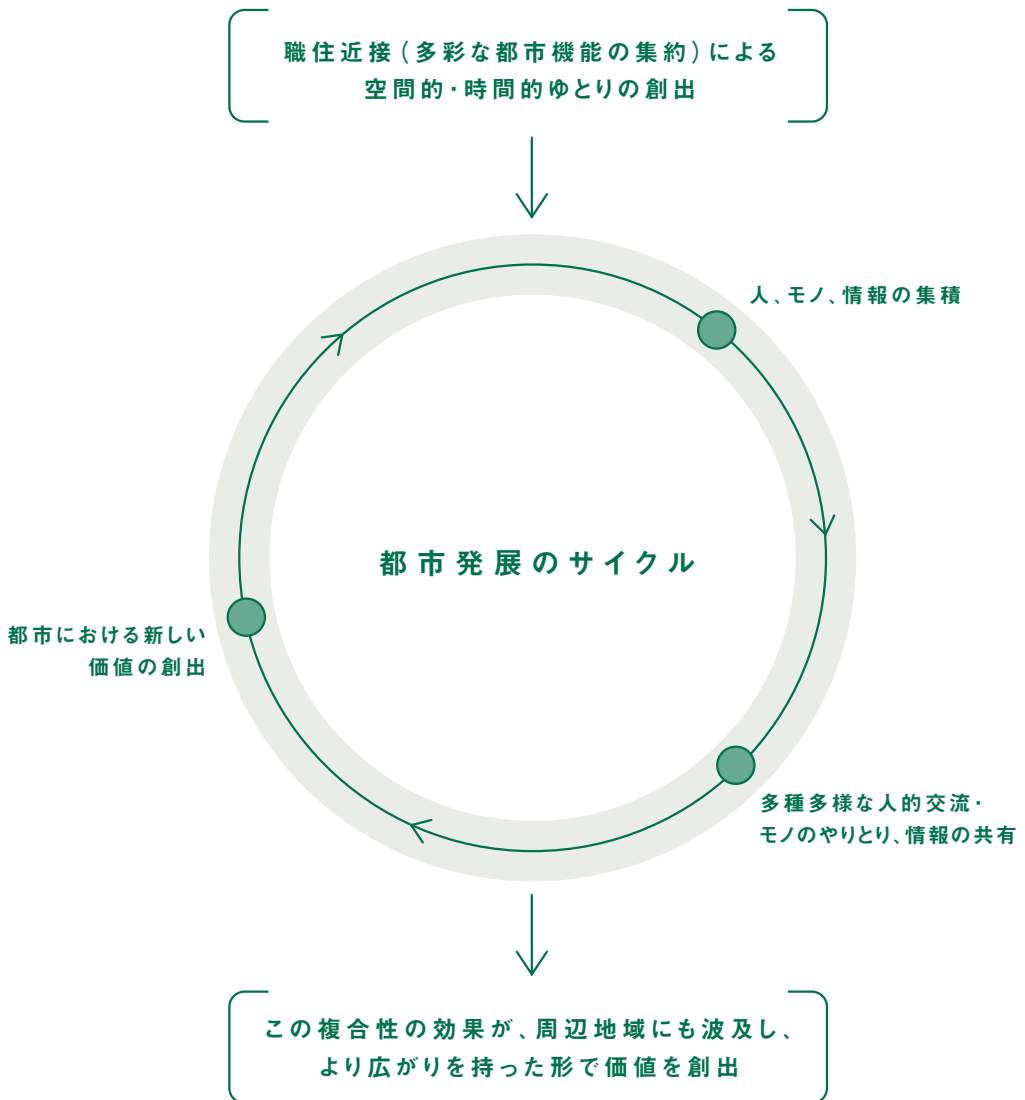 職住近接(多彩な都市機能の集約)による
空間的・時間的ゆとりの創出
人、モノ、情報の集積
都市発展のサイクル
都市における新しい
価値の創出
多種多様な人的交流・
モノのやりとり、情報の共有
この複合性の効果が、周辺地域にも波及し、
より広がりを持った形で価値を創出